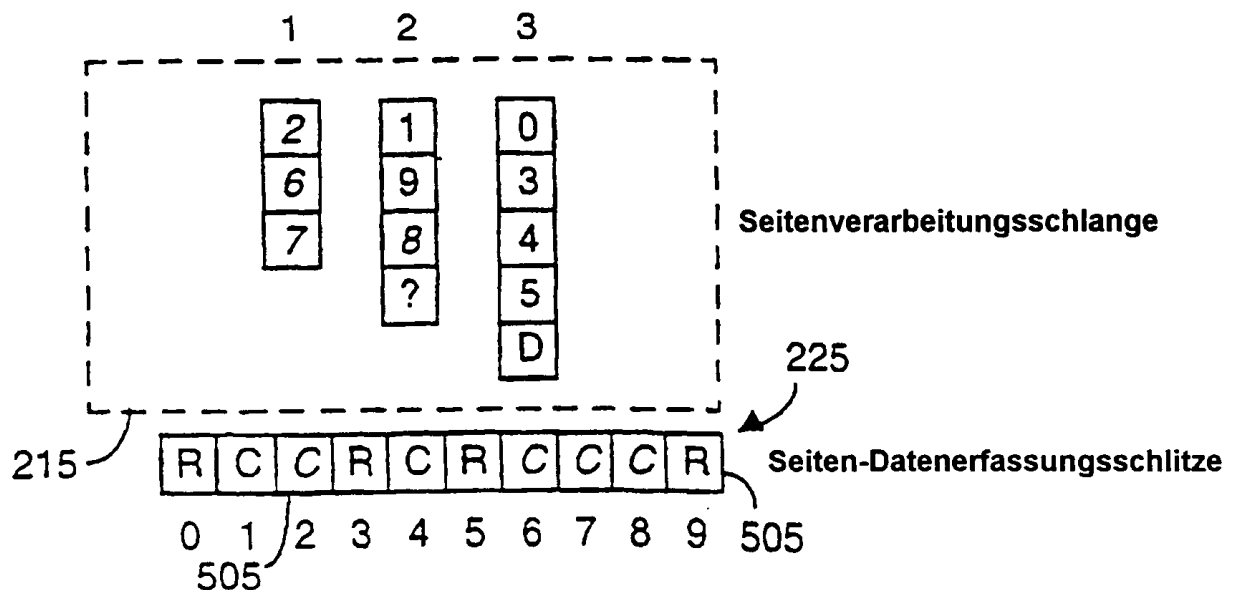 1 2 3
2 1 0
6 9 3
7 8 4
? 5
D
Seitenverarbeitungsschlange
225
215
R C C R C R C C C R
Seiten-Datenerfassungsschlitze
0 1 2 3 4 5 6 7 8 9
505
505